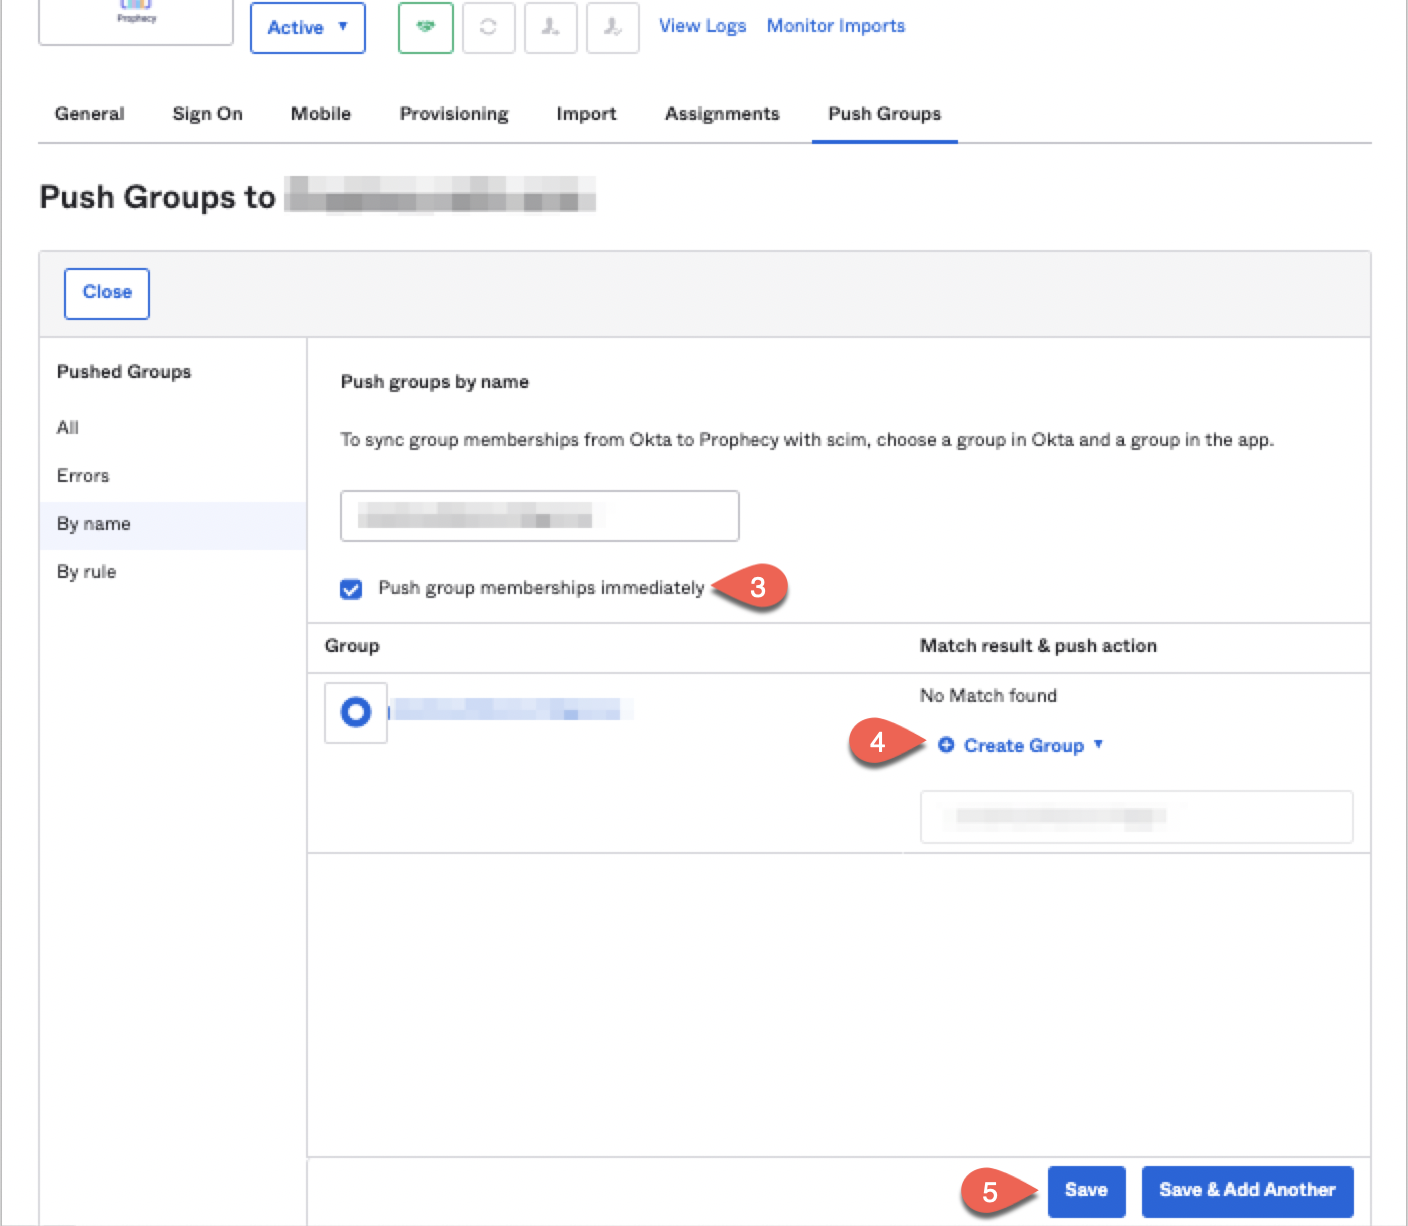 Prophecy
Active
View Logs
Monitor Imports
General
Sign On
Mobile
Provisioning
Import
Assignments
Push Groups
Push Groups to
Close
Pushed Groups
All
Errors
By name
By rule
Push groups by name
To sync group memberships from Okta to Prophecy with scim, choose a group in Okta and a group in the app.
Push group memberships immediately
3
Group
Match result & push action
No Match found
4
Create Group
5
Save
Save & Add Another